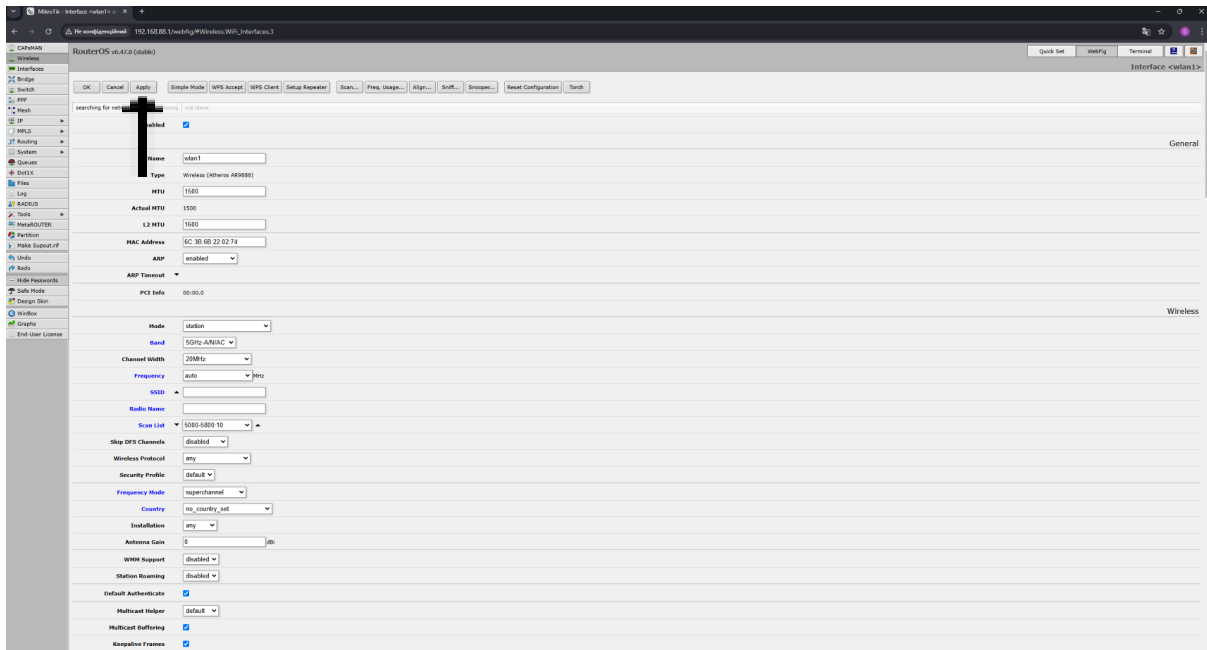 MikroTik - Interface <wlan1> at
Не конфіденційний 192.168.88.1/webfig/#Wireless.WiFi_Interfaces.3
CAPsMAN
Wireless
Interfaces
Bridge
Switch
PPP
Mesh
IP
MPLS
Routing
System
Queues
Dot1X
Files
Log
RADIUS
Tools
MetaROUTER
Partition
Make Supout.rif
Undo
Redo
Hide Passwords
Safe Mode
Design Skin
WinBox
Graphs
End-User License
RouterOS v6.47.8 (stable)
Quick Set WebFig Terminal
Interface <wlan1>
OK Cancel Apply Simple Mode WPS Accept WPS Client Setup Repeater Scan... Freq. Usage... Align... Sniff... Snooper... Reset Configuration Torch
searching for not slave
Enabled
General
Name wlan1
Type Wireless (Atheros AR9888)
MTU 1500
Actual MTU 1500
L2 MTU 1600
MAC Address 6C:3B:6B:22:02:74
ARP enabled
ARP Timeout
PCI Info 00:00.0
Wireless
Mode station
Band 5GHz-A/N/AC
Channel Width 20MHz
Frequency auto MHz
SSID
Radio Name
Scan List 5000-5800:10
Skip DFS Channels disabled
Wireless Protocol any
Security Profile default
Frequency Mode superchannel
Country no_country_set
Installation any
Antenna Gain 0 dBi
WMM Support disabled
Station Roaming disabled
Default Authenticate
Multicast Helper default
Multicast Buffering
Keepalive Frames